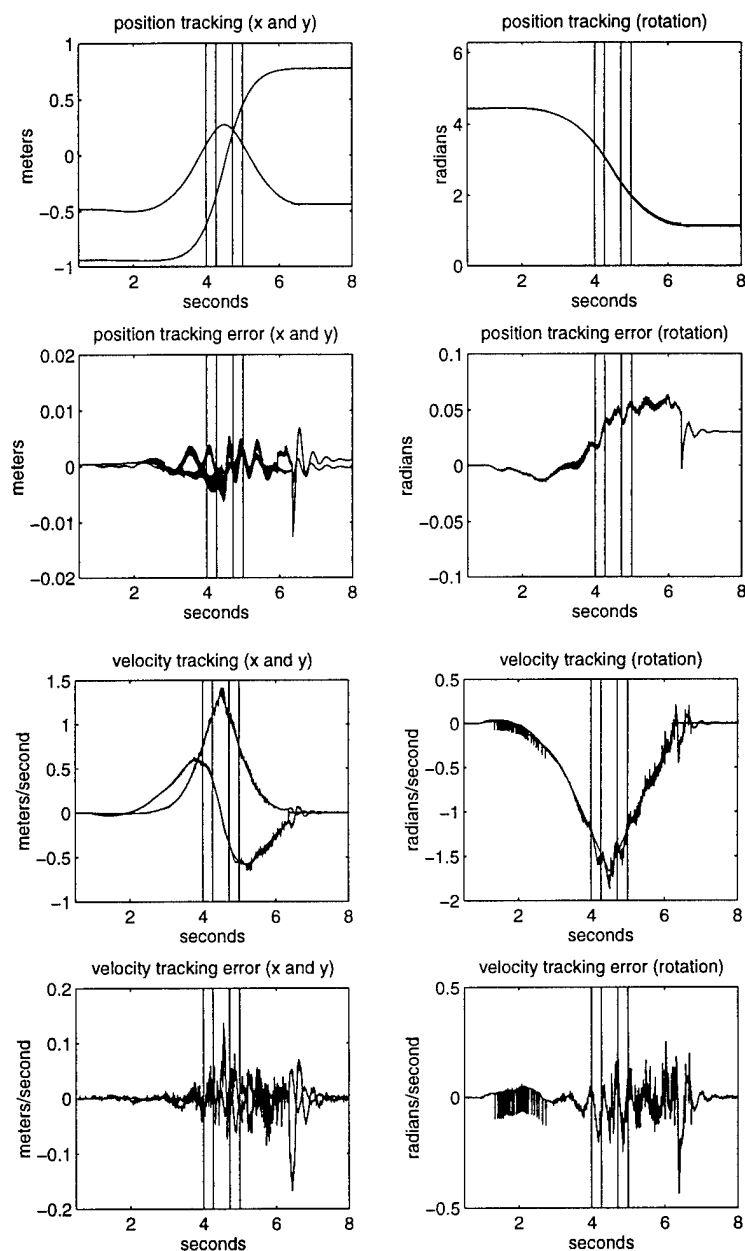 position tracking (x and y)
1
0.5
0
−0.5
−1
meters
2
4
6
8
seconds
position tracking (rotation)
6
4
2
0
radians
2
4
6
8
seconds
position tracking error (x and y)
0.02
0.01
0
−0.01
−0.02
meters
2
4
6
8
seconds
position tracking error (rotation)
0.1
0.05
0
−0.05
−0.1
radians
2
4
6
8
seconds
velocity tracking (x and y)
1.5
1
0.5
0
−0.5
−1
meters/second
2
4
6
8
seconds
velocity tracking (rotation)
0.5
0
−0.5
−1
−1.5
−2
radians/second
2
4
6
8
seconds
velocity tracking error (x and y)
0.2
0.1
0
−0.1
−0.2
meters/second
2
4
6
8
seconds
velocity tracking error (rotation)
0.5
0
−0.5
radians/second
2
4
6
8
seconds